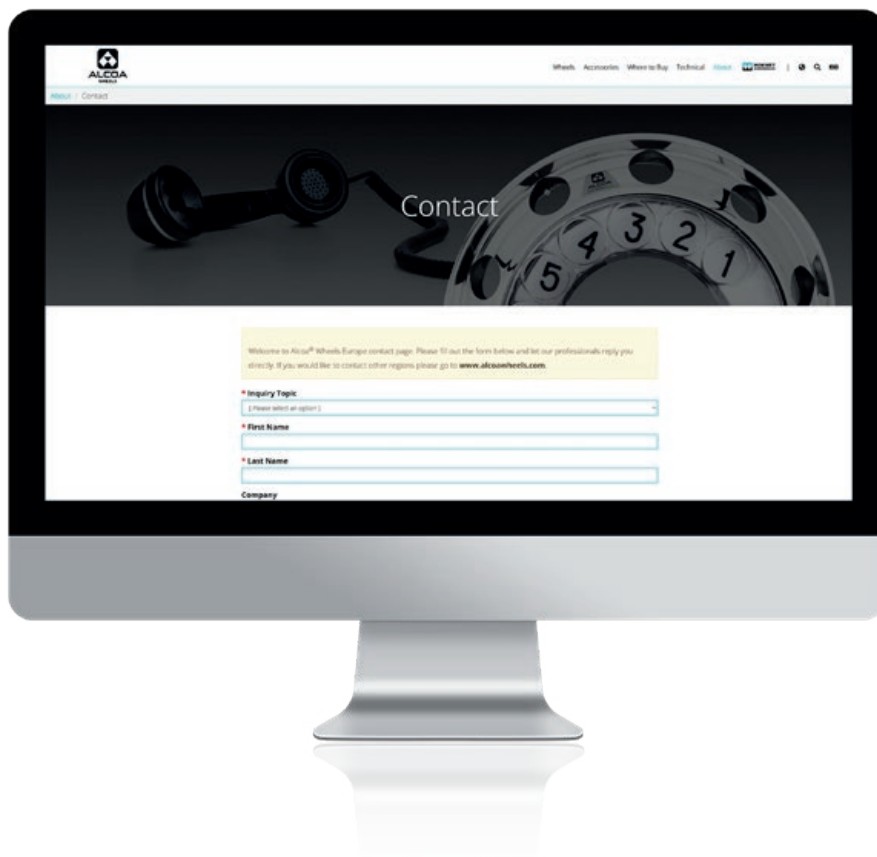 ALCOA
WHEELS
Wheels Accessories Where to Buy Technical About HOWMET
About / Contact
Contact
ALCOA
5 4 3 2 1
Welcome to Alcoa® Wheels Europe contact page. Please fill out the form below and let our professionals reply you
directly. If you would like to contact other regions please go to www.alcoawheels.com.
* Inquiry Topic
[ Please select an option ]
* First Name
* Last Name
Company